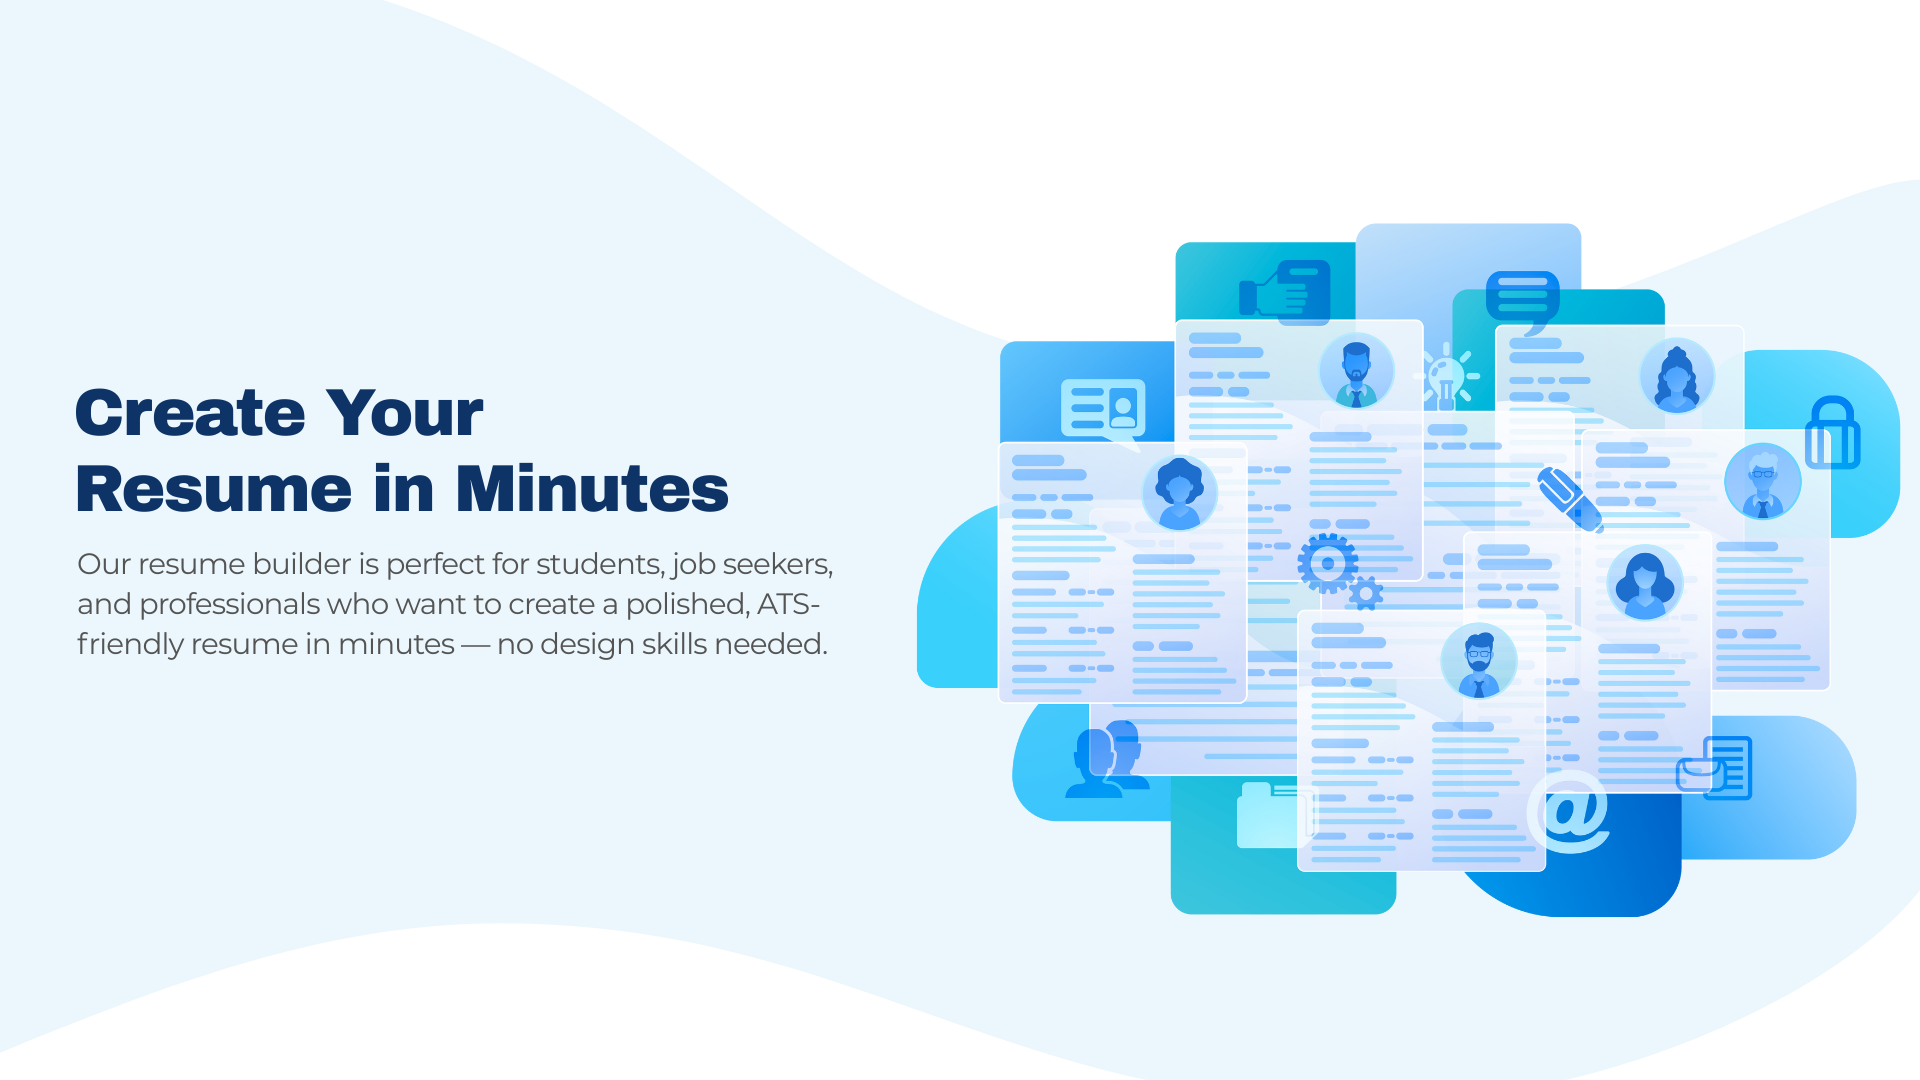 Create Your
Resume in Minutes
Our resume builder is perfect for students, job seekers,
and professionals who want to create a polished, ATS-
friendly resume in minutes — no design skills needed.
@